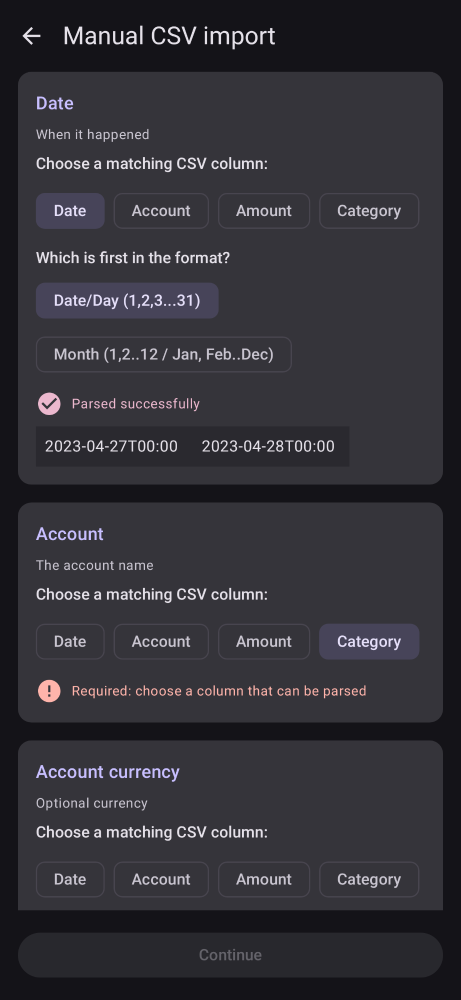 Manual CSV import
Date
When it happened
Choose a matching CSV column:
Date Account Amount Category
Which is first in the format?
Date/Day (1,2,3...31)
Month (1,2..12 / Jan, Feb..Dec)
Parsed successfully
2023-04-27T00:00 2023-04-28T00:00
Account
The account name
Choose a matching CSV column:
Date Account Amount Category
Required: choose a column that can be parsed
Account currency
Optional currency
Choose a matching CSV column:
Date Account Amount Category
Continue